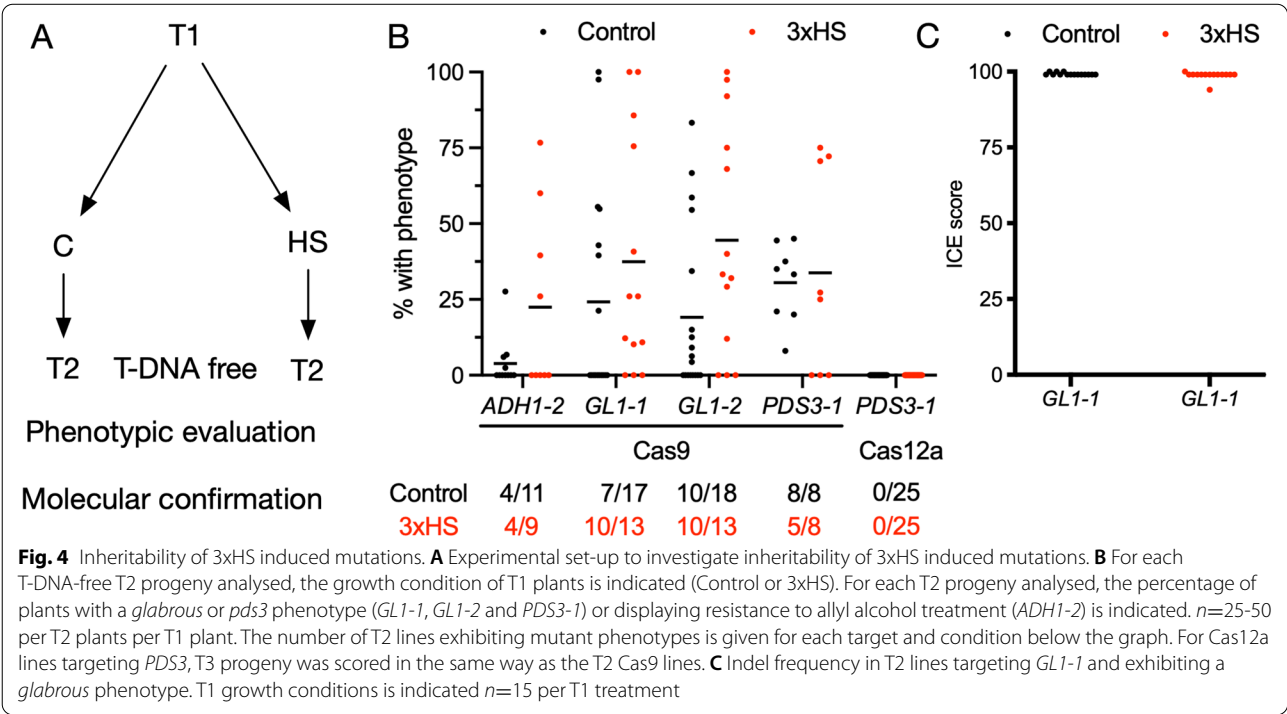 A
T1
C
HS
T2 T-DNA free T2
Phenotypic evaluation
Molecular confirmation
B
Control 3xHS
% with phenotype
100
75
50
25
0
ADH1-2 GL1-1 GL1-2 PDS3-1 PDS3-1
Cas9 Cas12a
Control 4/11 7/17 10/18 8/8 0/25
3xHS 4/9 10/13 10/13 5/8 0/25
C
Control 3xHS
ICE score
100
75
50
25
0
GL1-1 GL1-1
Fig. 4 Inheritability of 3xHS induced mutations. A Experimental set-up to investigate inheritability of 3xHS induced mutations. B For each
T-DNA-free T2 progeny analysed, the growth condition of T1 plants is indicated (Control or 3xHS). For each T2 progeny analysed, the percentage of
plants with a glabrous or pds3 phenotype (GL1-1, GL1-2 and PDS3-1) or displaying resistance to allyl alcohol treatment (ADH1-2) is indicated. n=25-50
per T2 plants per T1 plant. The number of T2 lines exhibiting mutant phenotypes is given for each target and condition below the graph. For Cas12a
lines targeting PDS3, T3 progeny was scored in the same way as the T2 Cas9 lines. C Indel frequency in T2 lines targeting GL1-1 and exhibiting a
glabrous phenotype. T1 growth conditions is indicated n=15 per T1 treatment